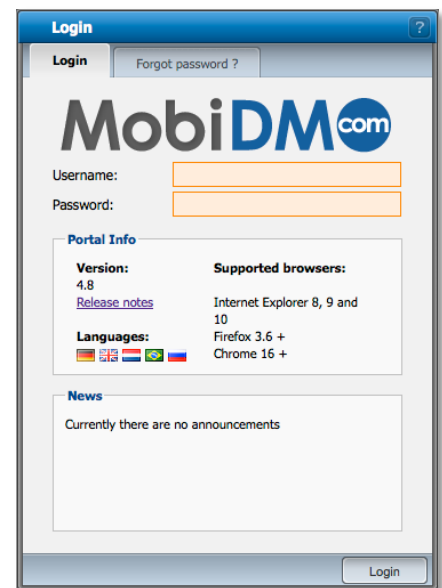 Login
?
Login
Forgot password ?
MobiDM com
Username:
Password:
Portal Info
Version:
4.8
Release notes
Languages:
Supported browsers:
Internet Explorer 8, 9 and
10
Firefox 3.6 +
Chrome 16 +
News
Currently there are no announcements
Login